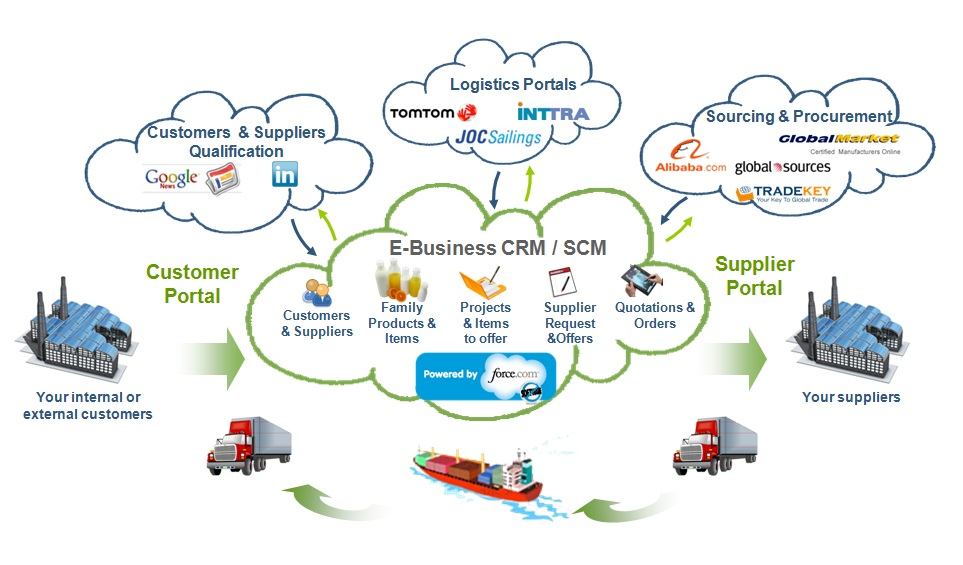 Logistics Portals
TOMTOM
INTTRA
JOCSailings
Customers & Suppliers
Qualification
Google
News
in
Sourcing & Procurement
GlobalMarket
Certified Manufacturers Online
Alibaba.com
global sources
TRADEKEY
Your Key To Global Trade
E-Business CRM / SCM
Customer
Portal
Supplier
Portal
Customers
& Suppliers
Family
Products &
Items
Projects
& Items
to offer
Supplier
Request
&Offers
Quotations &
Orders
Powered by
force.com
SOFTWARE
Your internal or
external customers
Your suppliers